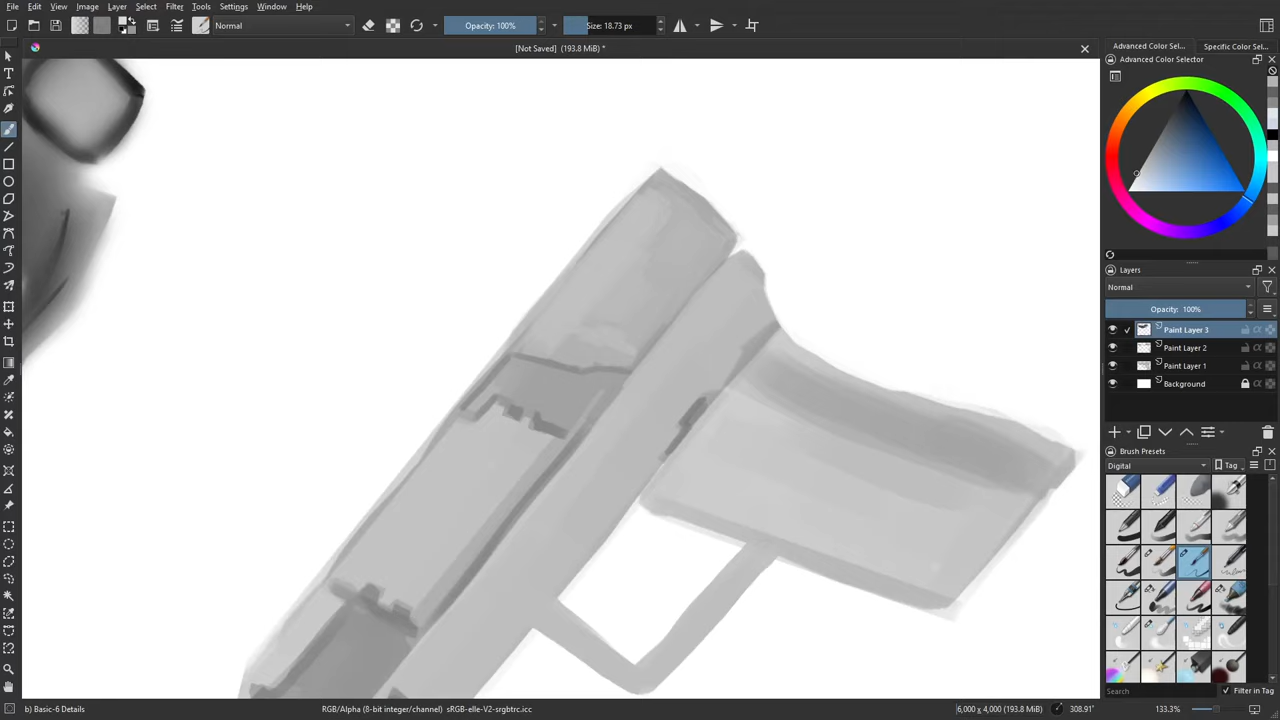 File Edit View Image Layer Select Filter Tools Settings Window Help
Normal Opacity: 100% Size: 18.73 px
[Not Saved] (193.8 MiB) *
Advanced Color Sel... Specific Color Sel...
Advanced Color Selector
Layers
Normal
Opacity: 100%
Paint Layer 3
Paint Layer 2
Paint Layer 1
Background
Brush Presets
Digital Tag
Search Filter in Tag
b) Basic-6 Details RGB/Alpha (8-bit integer/channel) sRGB-elle-V2-srgbtrc.icc 6,000 x 4,000 (193.8 MiB) 308.91° 133.3%